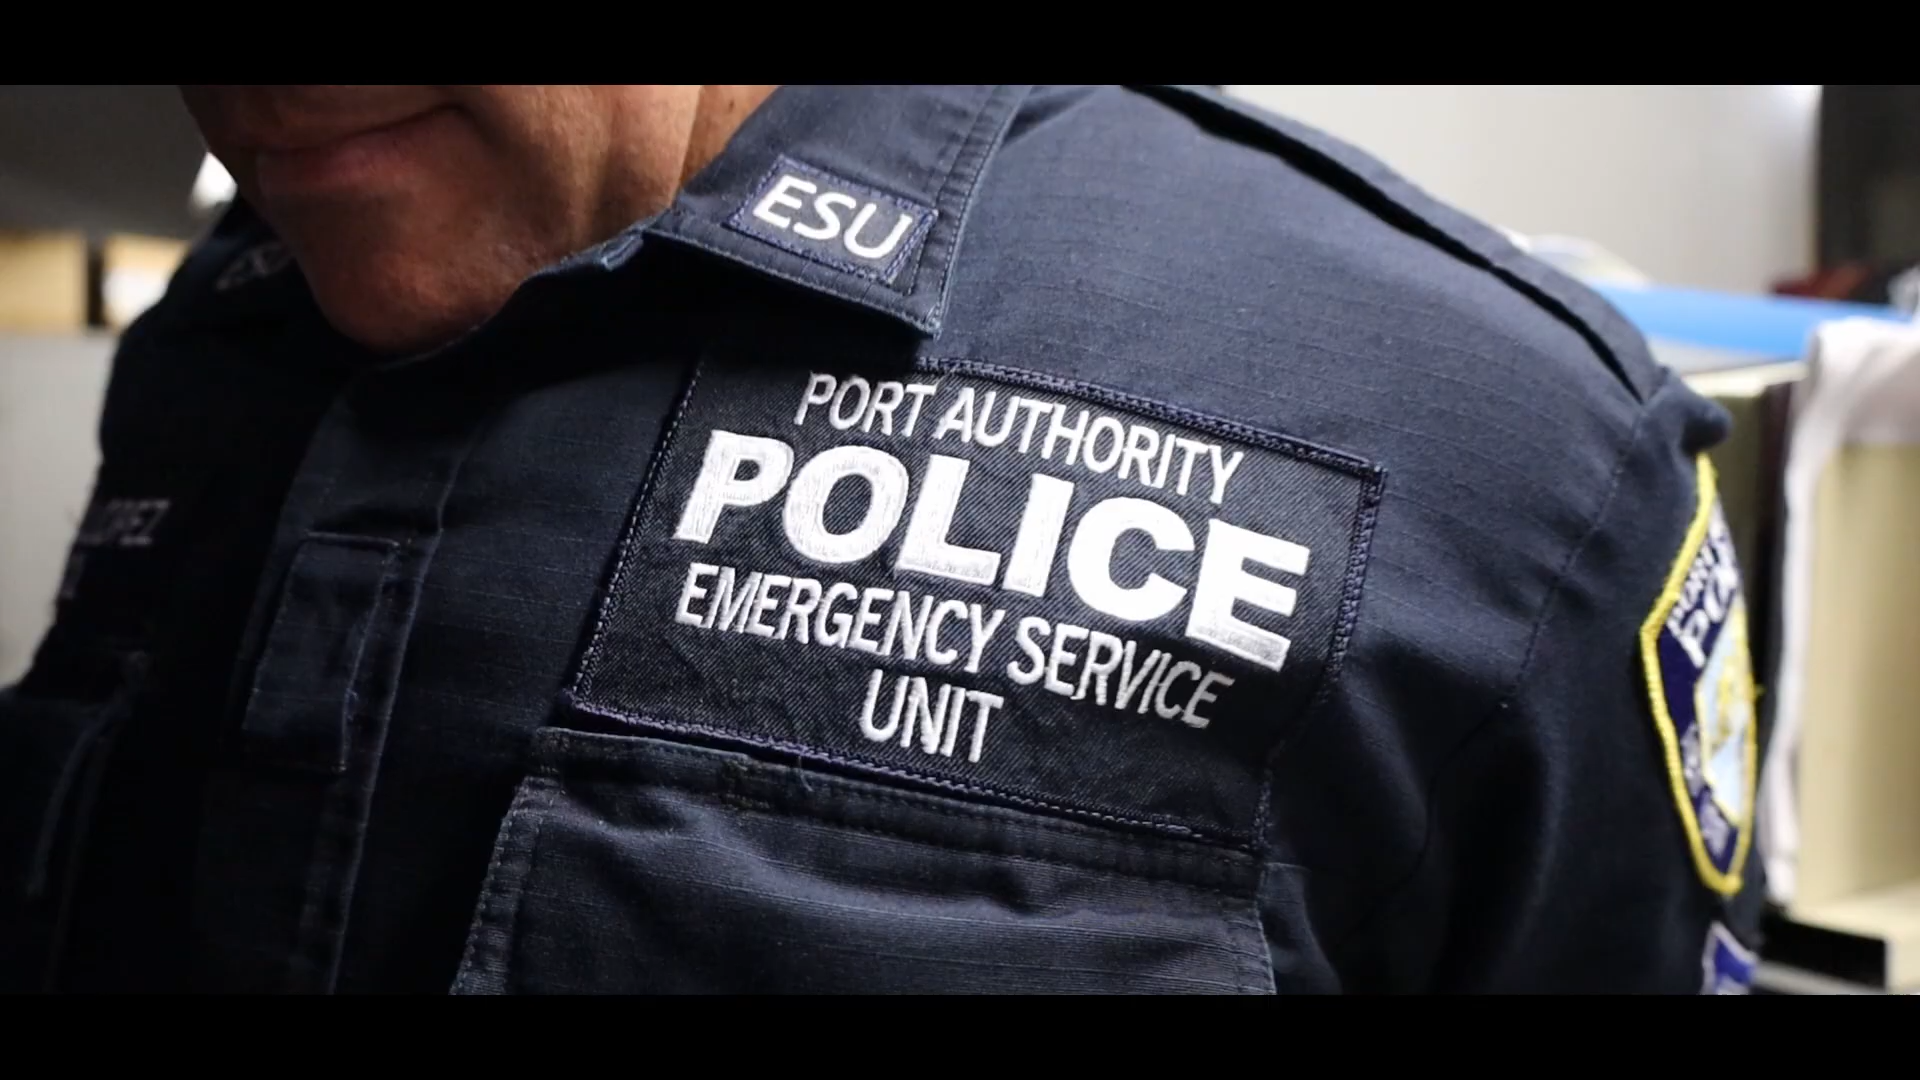 ESU
PORT AUTHORITY
POLICE
EMERGENCY SERVICE
UNIT